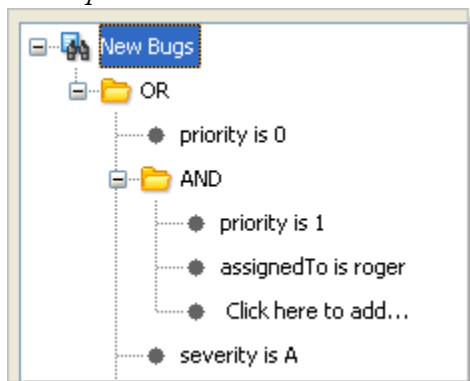 New Bugs
OR
priority is 0
AND
priority is 1
assignedTo is roger
Click here to add...
severity is A